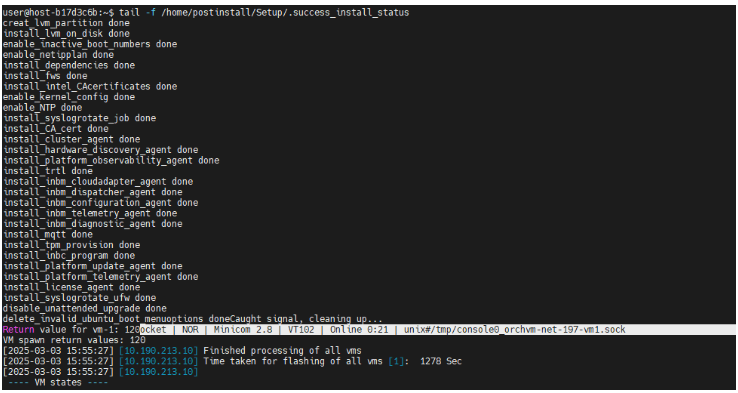 user@host-b17d3c6b:~$ tail -f /home/postinstall/Setup/.success_install_status
creat_lvm_partition done
install_lvm_on_disk done
enable_inactive_boot_numbers done
enable_netipplan done
install_dependencies done
install_fws done
install_intel_CAcertificates done
enable_kernel_config done
enable_NTP done
install_syslogrotate_job done
install_CA_cert done
install_cluster_agent done
install_hardware_discovery_agent done
install_platform_observability_agent done
install_trtl done
install_inbm_cloudadapter_agent done
install_inbm_dispatcher_agent done
install_inbm_configuration_agent done
install_inbm_telemetry_agent done
install_inbm_diagnostic_agent done
install_mqtt done
install_tpm_provision done
install_inbc_program done
install_platform_update_agent done
install_platform_telemetry_agent done
install_license_agent done
install_syslogrotate_ufw done
disable_unattended_upgrade done
delete_invalid_ubuntu_boot_menuoptions doneCaught signal, cleaning up...
Return value for vm-1: 120ocket | NOR | Minicom 2.8 | VT102 | Online 0:21 | unix#/tmp/console0_orchvm-net-197-vm1.sock
VM spawn return values: 120
[2025-03-03 15:55:27] [10.190.213.10] Finished processing of all vms
[2025-03-03 15:55:27] [10.190.213.10] Time taken for flashing of all vms [1]:  1278 Sec
[2025-03-03 15:55:27] [10.190.213.10]
---- VM states ----